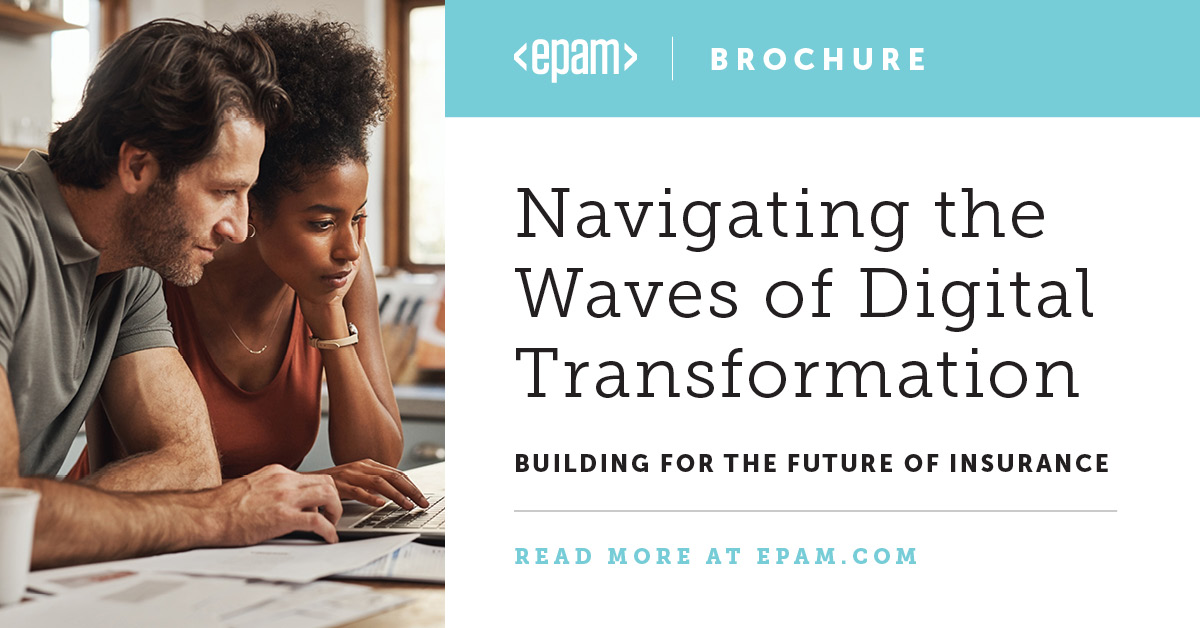 <epam> | BROCHURE
Navigating the
Waves of Digital
Transformation
BUILDING FOR THE FUTURE OF INSURANCE
READ MORE AT EPAM.COM